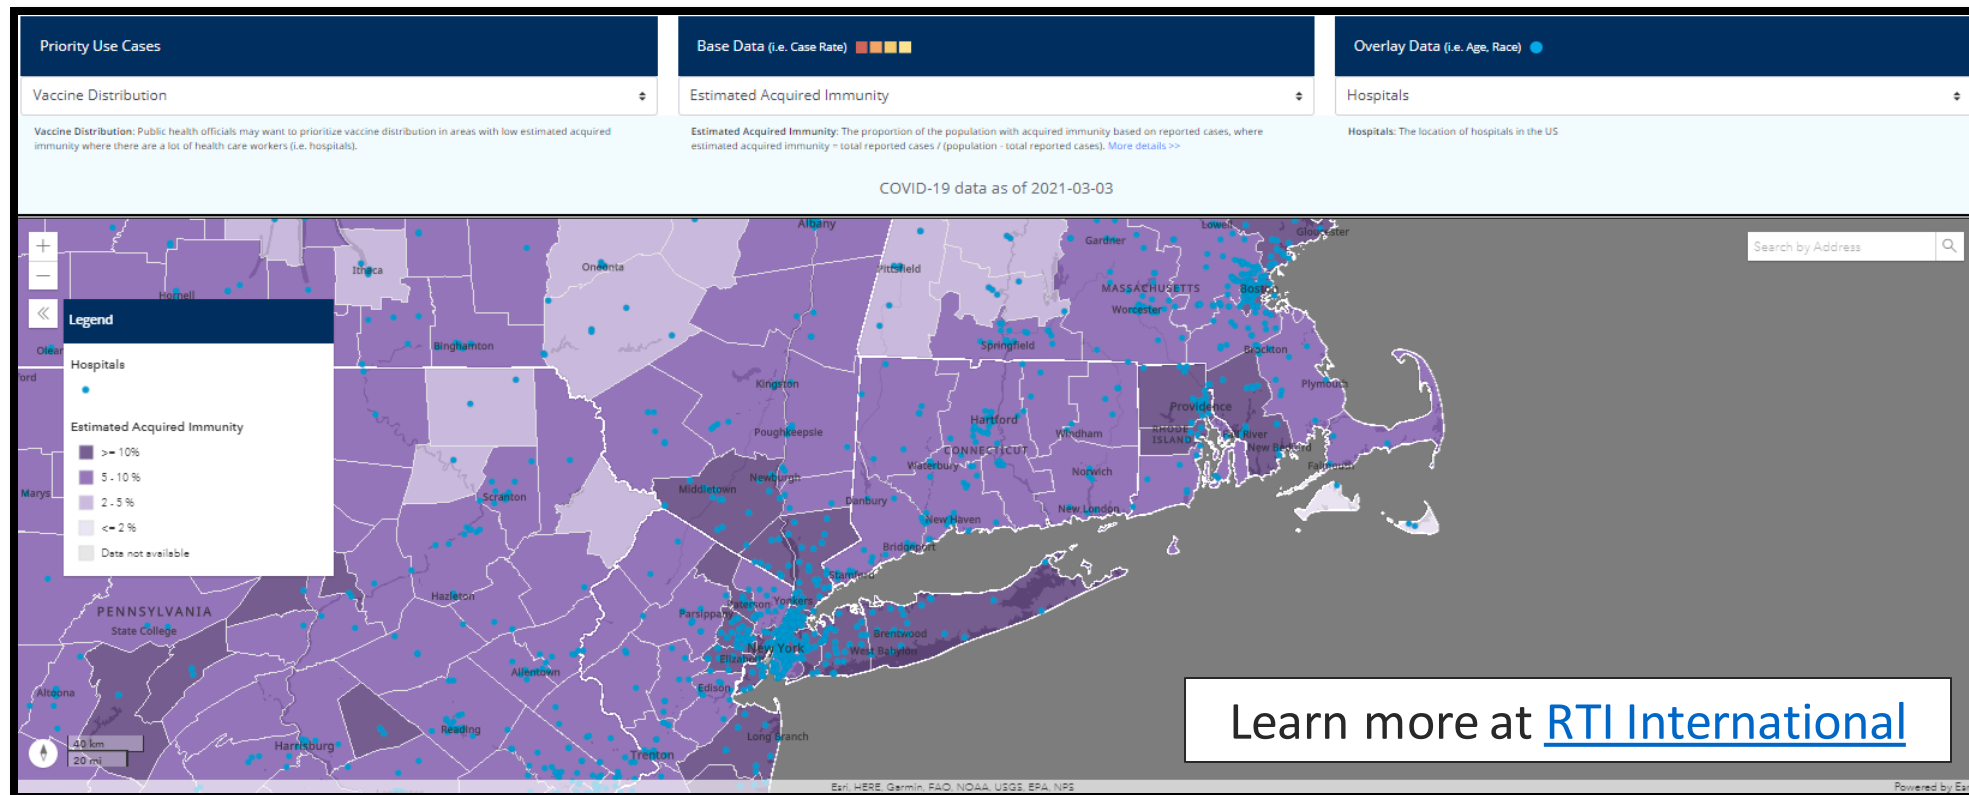 Priority Use Cases
Base Data (i.e. Case Rate)
Overlay Data (i.e. Age, Race)
Vaccine Distribution
Estimated Acquired Immunity
Hospitals
Vaccine Distribution: Public health officials may want to prioritize vaccine distribution in areas with low estimated acquired
immunity where there are a lot of health care workers (i.e. hospitals).
Estimated Acquired Immunity: The proportion of the population with acquired immunity based on reported cases, where
estimated acquired immunity = total reported cases / (population - total reported cases). More details >>
Hospitals: The location of hospitals in the US
COVID-19 data as of 2021-03-03
Search by Address
Legend
Hospitals
Estimated Acquired Immunity
>= 10%
5 - 10 %
2 - 5 %
<= 2 %
Data not available
Albany
Lowell
Gloucester
Gardner
Ithaca
Oneonta
Pittsfield
MASSACHUSETTS
Boston
Hornell
Worcester
Olean
Binghamton
Springfield
Brockton
ford
Kingston
Plymouth
Providence
Hartford
Poughkeepsie
Windham
RHODE
ISLAND
Fall River
CONNECTICUT
New Bedford
Waterbury
Falmouth
Norwich
Newburgh
Middletown
Marys
Scranton
Danbury
New London
New Haven
Bridgeport
Stamford
Hazleton
Paterson
Yonkers
PENNSYLVANIA
Parsippany
State College
Brentwood
New York
West Babylon
Elizabeth
Allentown
Altoona
Edison
Reading
Long Branch
Harrisburg
Trenton
40 km
20 mi
Learn more at RTI International
Esri, HERE, Garmin, FAO, NOAA, USGS, EPA, NPS
Powered by Esri